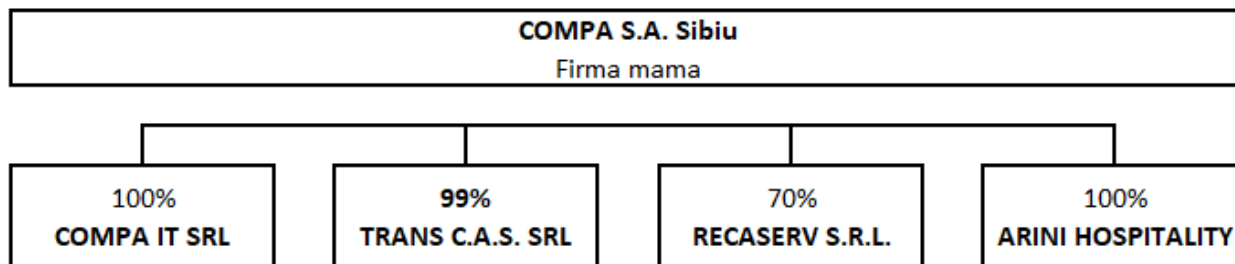 COMPA S.A. Sibiu
Firma mama
100%
COMPA IT SRL
99%
TRANS C.A.S. SRL
70%
RECASERV S.R.L.
100%
ARINI HOSPITALITY